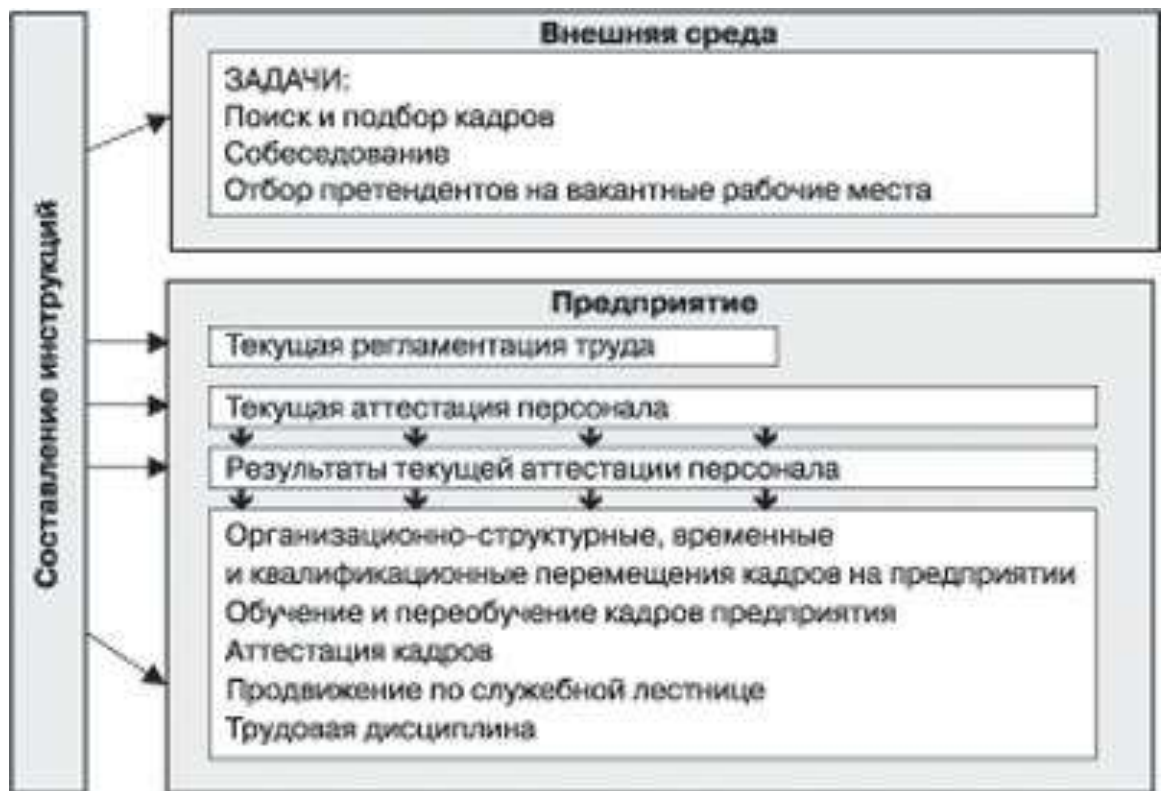 Составление инструкций
Внешняя среда
ЗАДАЧИ:
Поиск и подбор кадров
Собеседование
Отбор претендентов на вакантные рабочие места
Предприятие
Текущая регламентация труда
Текущая аттестация персонала
Результаты текущей аттестации персонала
Организационно-структурные, временные
и квалификационные перемещения кадров на предприятии
Обучение и переобучение кадров предприятия
Аттестация кадров
Продвижение по служебной лестнице
Трудовая дисциплина